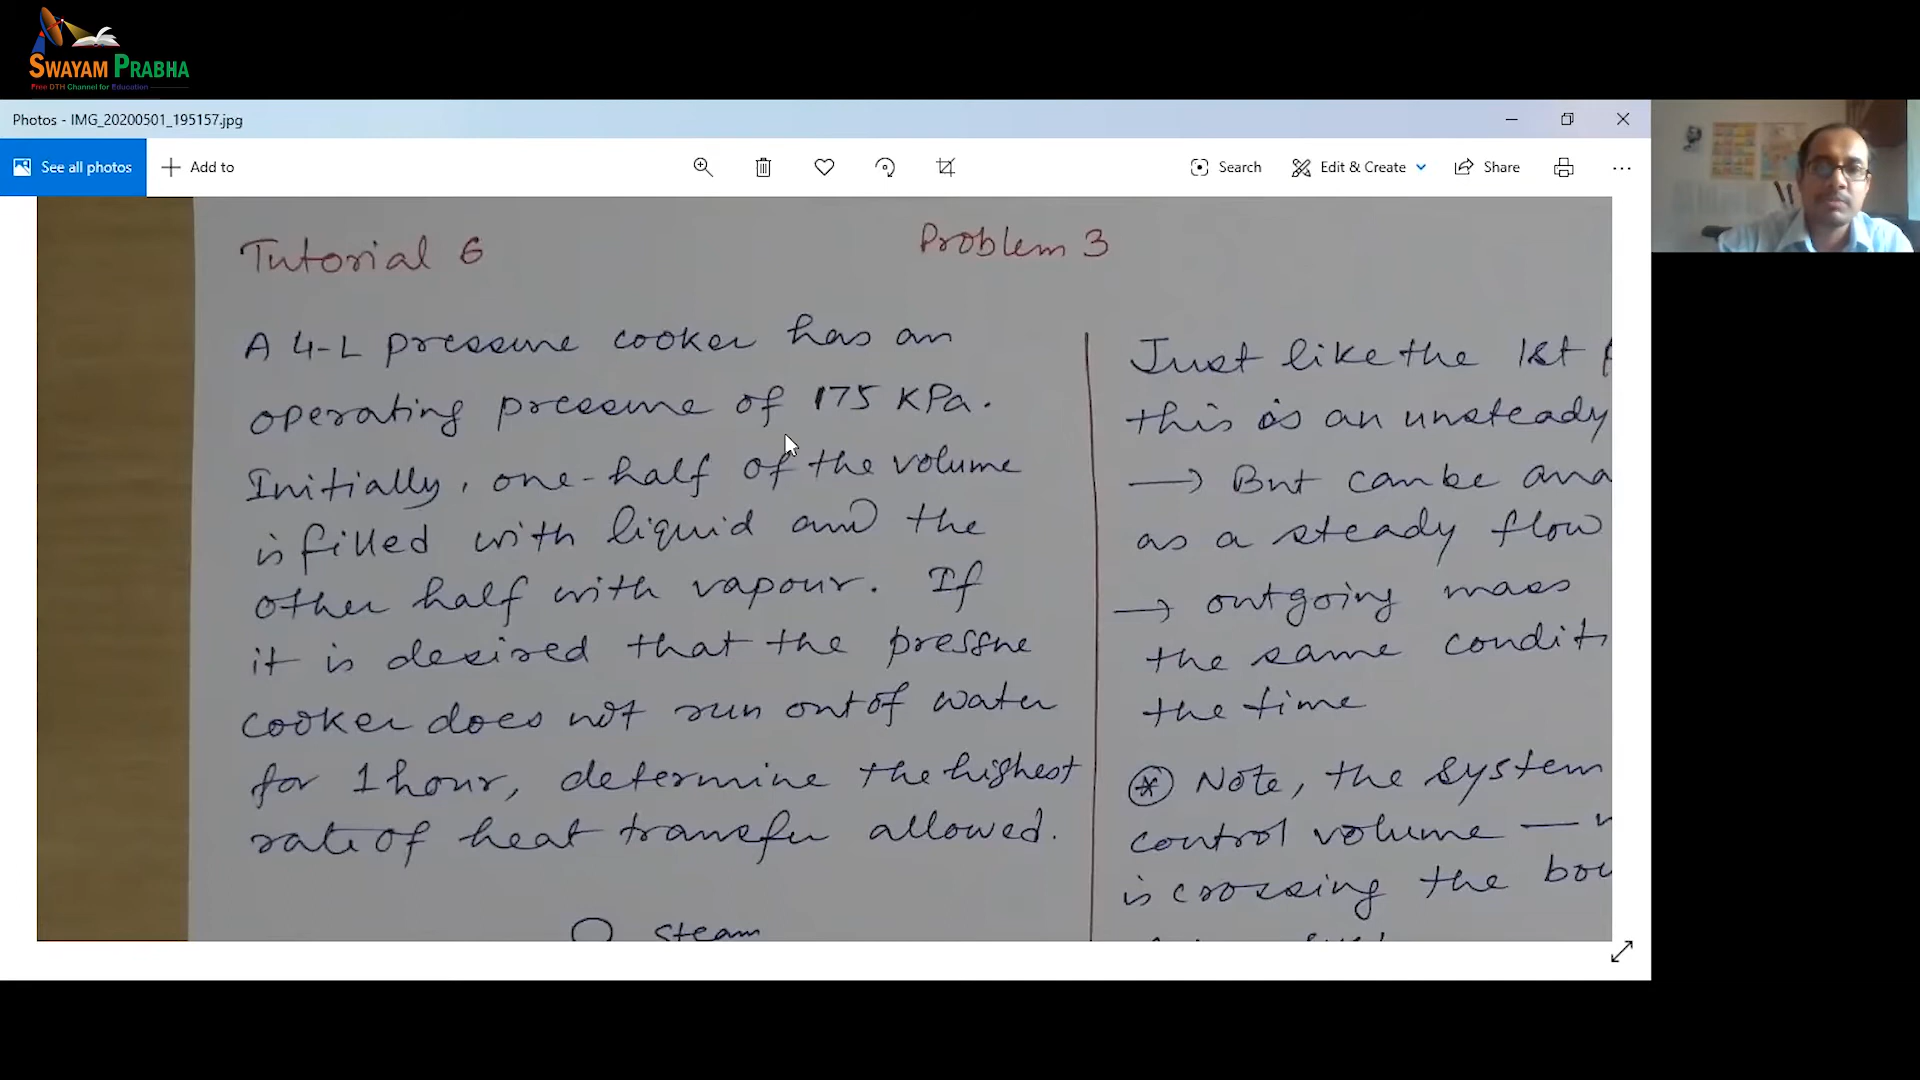 SWAYAM PRABHA
Free DTH Channel for Education
Photos - IMG_20200501_195157.jpg
See all photos
Add to
Search
Edit & Create
Share
Tutorial 6
Problem 3
A 4-L pressure cooker has an
operating pressure of 175 KPa.
Initially, one-half of the volume
is filled with liquid and the
other half with vapour. If
it is desired that the pressure
cooker does not run out of water
for 1 hour, determine the highest
rate of heat transfer allowed.
steam
Just like the 1st
this is an unsteady
→ But can be ana
as a steady flow
→ outgoing mass
the same condit
the time
* Note, the system
control volume —
is crossing the bou